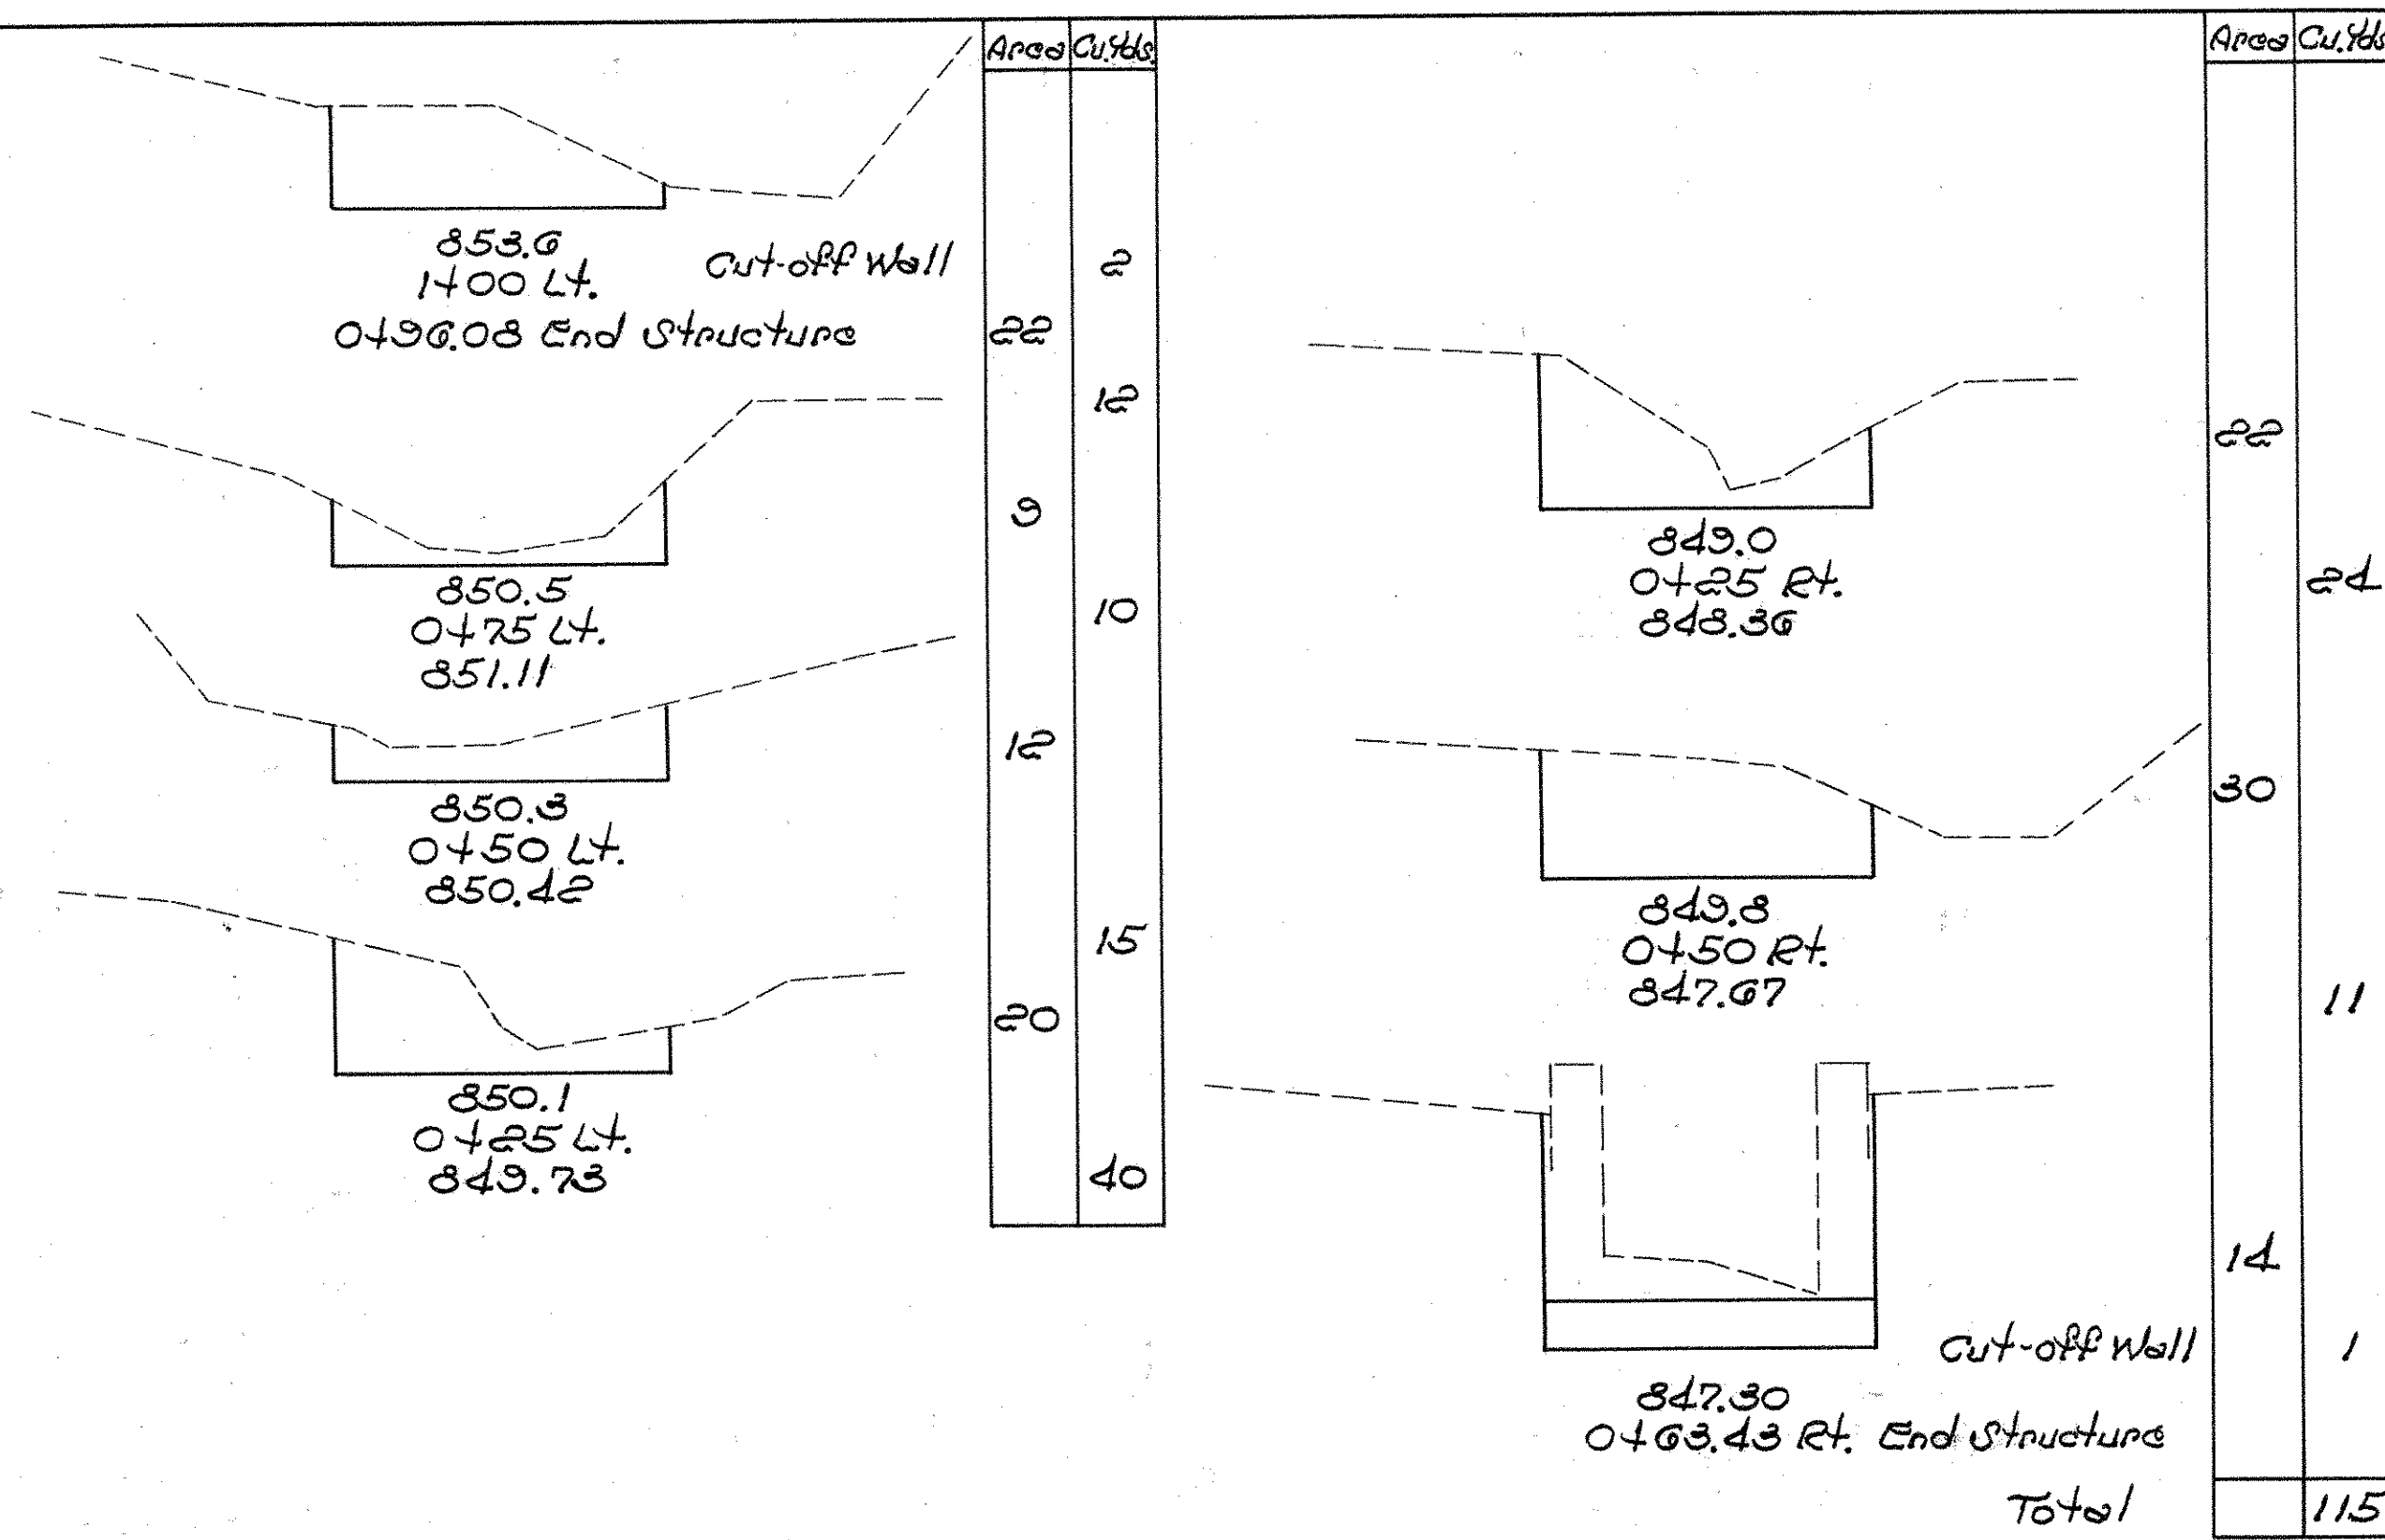 Area Cu.Yds.
853.6
1+00 Lt.
Cut-off Wall 2
0+96.08 End Structure 22
12
9
850.5
0+75 Lt.
10
851.11
12
850.3
0+50 Lt.
850.42
15
20
850.1
0+25 Lt.
849.73
40
Area Cu.Yds
22
849.0
0+25 Rt.
24
848.36
30
849.8
0+50 Rt.
847.67
11
14
Cut-off Wall 1
847.30
0+63.43 Rt. End Structure
Total 115